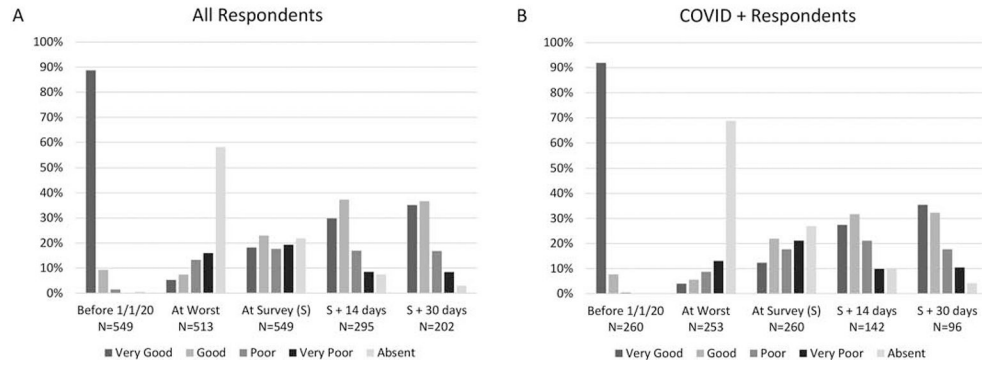 A
All Respondents
100%
90%
80%
70%
60%
50%
40%
30%
20%
10%
0%
Before 1/1/20 At Worst At Survey (S) S + 14 days S + 30 days
N=549 N=513 N=549 N=295 N=202
Very Good Good Poor Very Poor Absent
B
COVID + Respondents
100%
90%
80%
70%
60%
50%
40%
30%
20%
10%
0%
Before 1/1/20 At Worst At Survey (S) S + 14 days S + 30 days
N=260 N=253 N=260 N=142 N=96
Very Good Good Poor Very Poor Absent